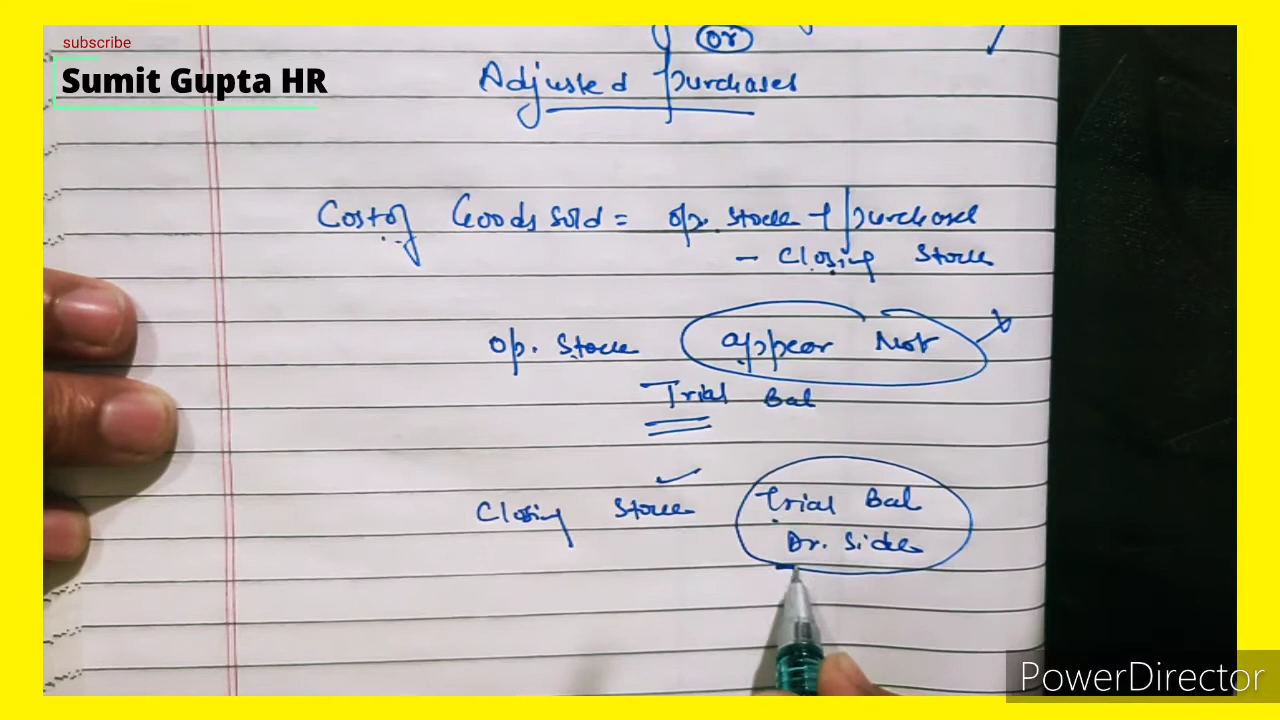 subscribe
Sumit Gupta HR
or
Adjusted purchases
Cost of Goods Sold = op. Stock + purchases
- Closing Stock
op. Stock appear Not
Trial Bal
Closing Stock Trial Bal
Dr. Side
PowerDirector